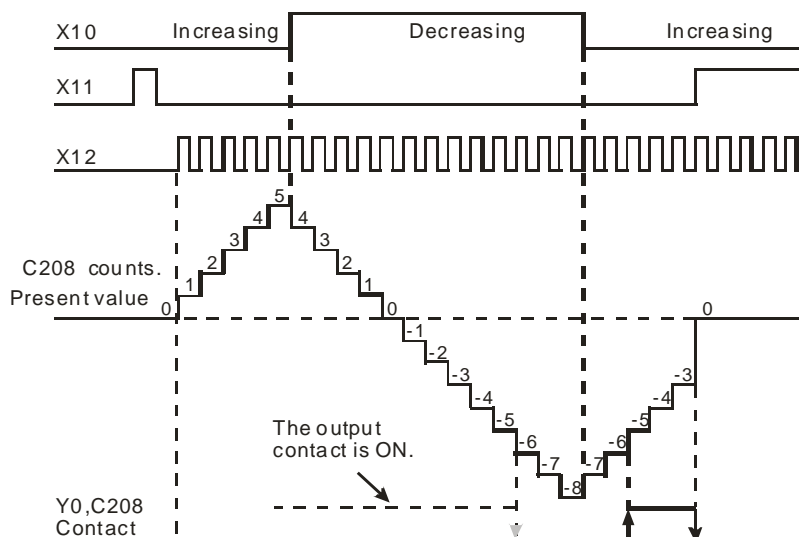 X10 Increasing Decreasing Increasing
X11
X12
5
4 4
3 3
2 2
1 1
C208 counts.
Present value
0 0 0
-1
-2
-3 -3
-4 -4
-5 -5
-6 -6
-7 -7
-8
The output
contact is ON.
Y0,C208
Contact